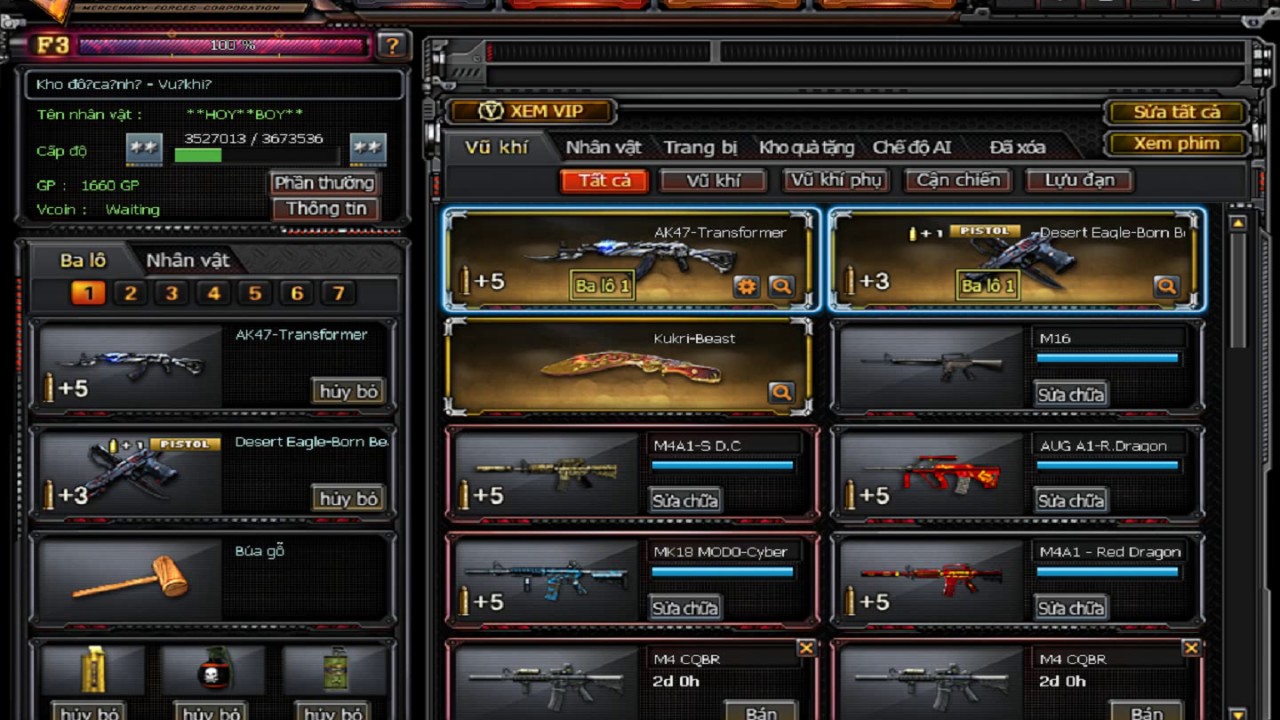 MERCENARY FORCES CORPORATION
F3
100 %
?
Kho đô?ca?nh? - Vu?khi?
Tên nhân vật :
**HOY**BOY**
Cấp độ
3527013 / 3673536
GP : 1660 GP
Phần thưởng
Vcoin : Waiting
Thông tin
Ba lô
Nhân vật
1
2
3
4
5
6
7
AK47-Transformer
+5
hủy bỏ
+ 1 PISTOL
Desert Eagle-Born Be
+3
hủy bỏ
Búa gỗ
hủy bỏ
hủy bỏ
hủy bỏ
XEM VIP
Sửa tất cả
Xem phim
Vũ khí
Nhân vật
Trang bị
Kho quà tặng
Chế độ AI
Đã xóa
Tất cả
Vũ khí
Vũ khí phụ
Cận chiến
Lựu đạn
AK47-Transformer
+5
Ba lô 1
+ 1 PISTOL
Desert Eagle-Born Be
+3
Ba lô 1
Kukri-Beast
M16
Sửa chữa
M4A1-S D.C
+5
Sửa chữa
AUG A1-R.Dragon
+5
Sửa chữa
MK18 MOD0-Cyber
+5
Sửa chữa
M4A1 - Red Dragon
+5
Sửa chữa
M4 CQBR
2d 0h
Bán
M4 CQBR
2d 0h
Bán